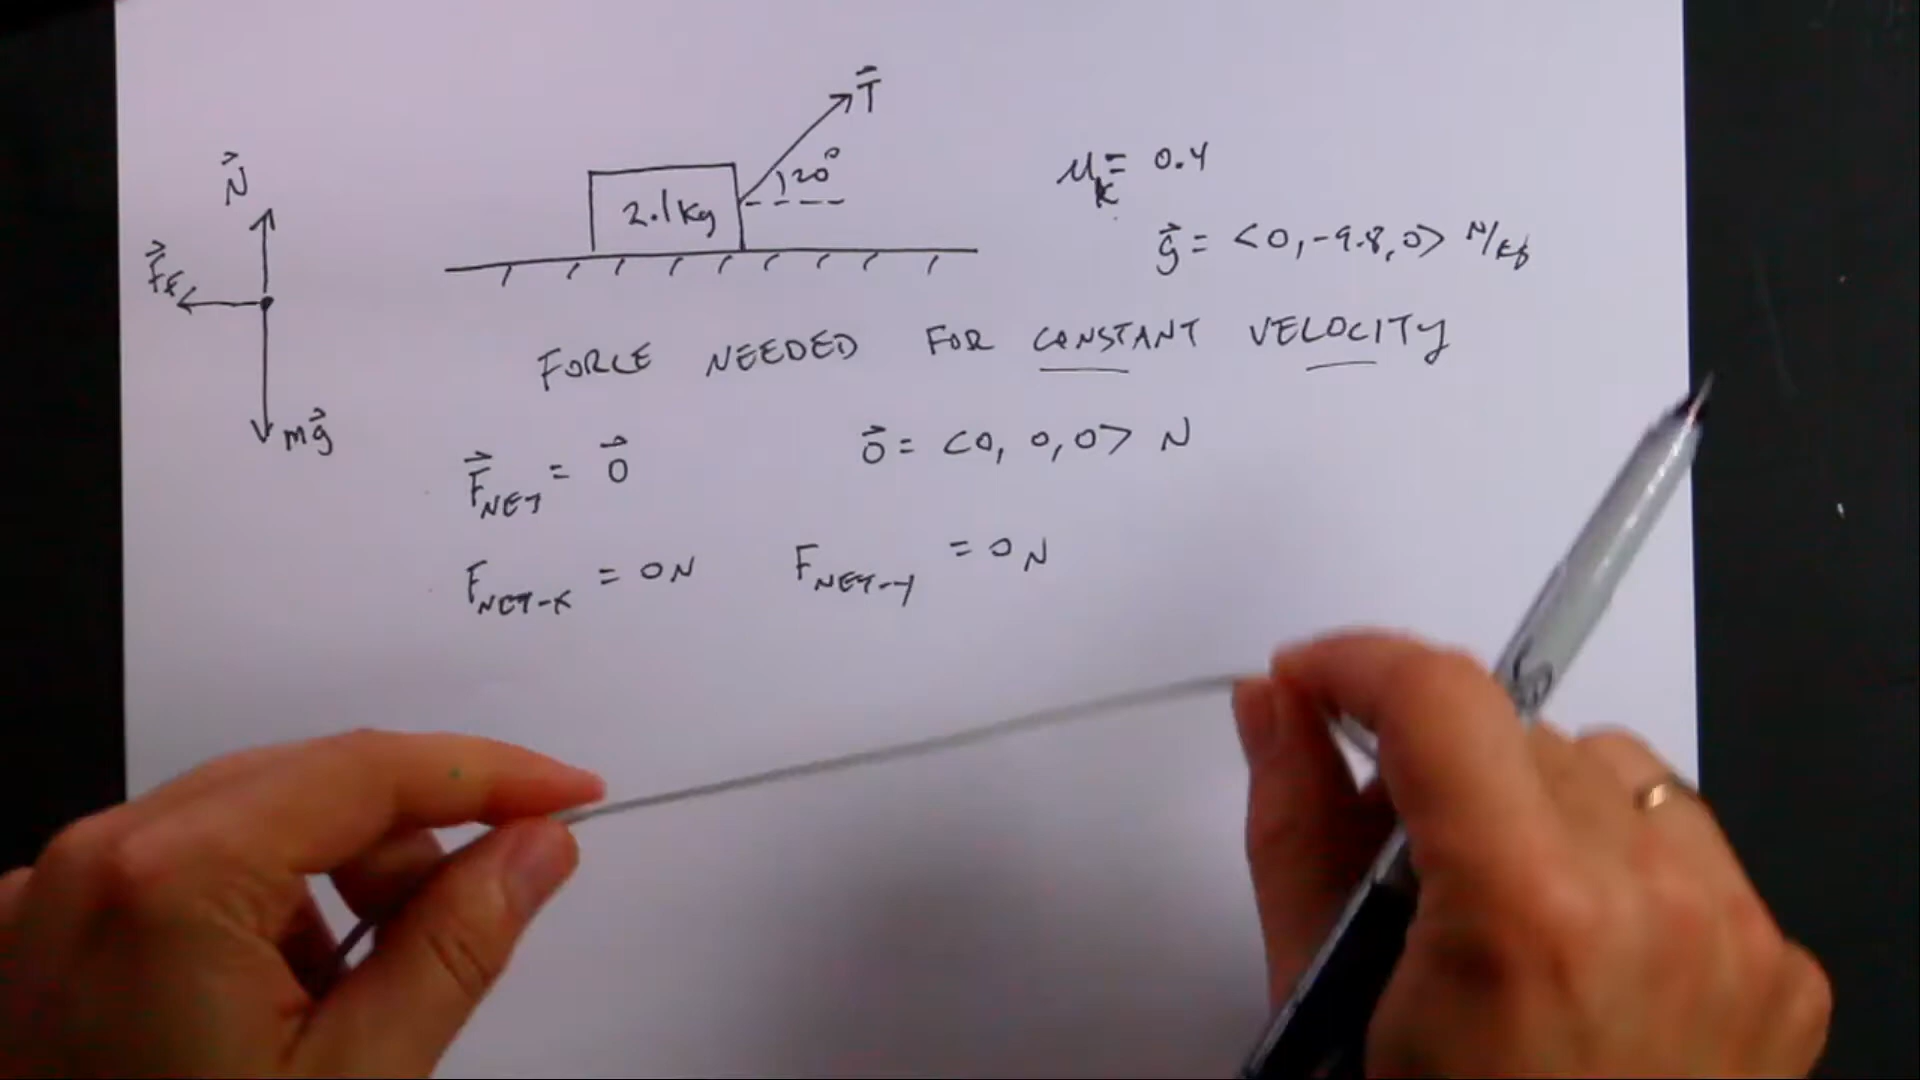 T⃗
2.1kg
20°
μₖ = 0.4
g⃗ = <0, -9.8, 0> N/kg
N⃗
F⃗f
mg⃗
FORCE NEEDED FOR CONSTANT VELOCITY
F⃗NET = 0⃗
0⃗ = <0, 0, 0> N
FNET-x = 0N
FNET-y = 0N